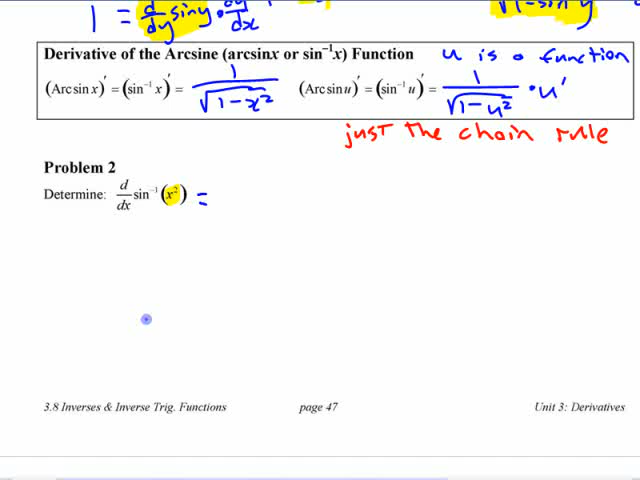 1 = d/dy sin y · dy/dx
√1-sin y
Derivative of the Arcsine (arcsinx or sin⁻¹x) Function u is a function
(Arcsin x)' = (sin⁻¹ x)' = 1/√1-x² (Arcsin u)' = (sin⁻¹ u)' = 1/√1-u² · u'
just the chain rule
Problem 2
Determine: d/dx sin⁻¹(x²) =
3.8 Inverses & Inverse Trig. Functions page 47 Unit 3: Derivatives